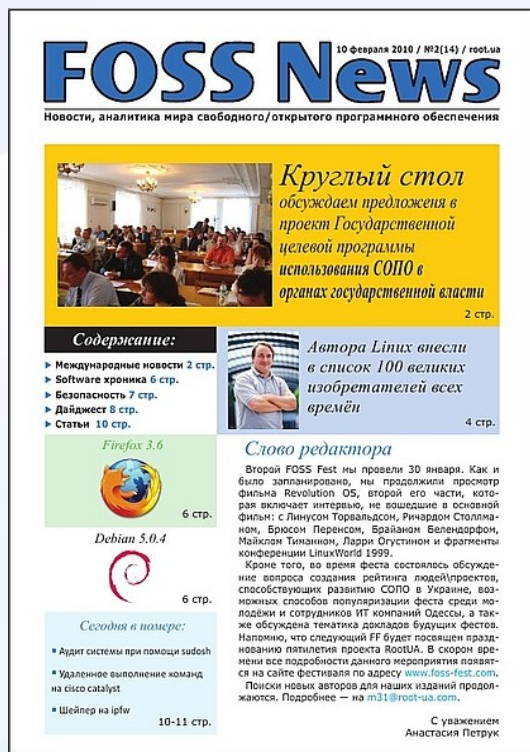 10 февраля 2010 / №2(14) / root.ua
FOSS News
Новости, аналитика мира свободного/открытого программного обеспечения
Круглый стол
обсуждаем предложена в
проект Государственной
целевой программы
использования СОПО в
органах государственной власти
2 стр.
Содержание:
Международные новости 2 стр.
Software хроника 6 стр.
Безопасность 7 стр.
Дайджест 8 стр.
Статьи 10 стр.
Автора Linux внесли
в список 100 великих
изобретателей всех
времён
4 стр.
Firefox 3.6
6 стр.
Debian 5.0.4
6 стр.
Сегодня в номере:
Аудит системы при помощи sudosh
Удаленное выполнение команд
на cisco catalyst
Шейпер на ipfw
10-11 стр.
Слово редактора
Второй FOSS Fest мы провели 30 января. Как и
было запланировано, мы продолжили просмотр
фильма Revolution OS, второй его части, кото-
рая включает интервью, не вошедшие в основной
фильм: с Линусом Торвальдсом, Ричардом Столлма-
ном, Брюсом Перенсом, Брайаном Белендорфом,
Майклом Тиманном, Ларри Огустином и фрагменты
конференции LinuxWorld 1999.
Кроме того, во время феста состоялось обсужде-
ние вопроса создания рейтинга людей\проектов,
способствующих развитию СОПО в Украине, воз-
можных способов популяризации феста среди мо-
лодёжи и сотрудников ИТ компаний Одессы, а так-
же обсуждена тематика докладов будущих фестов.
Напомню, что следующий FF будет посвящен празд-
нованию пятилетия проекта RootUA. В скором вре-
мени все подробности данного мероприятия появят-
ся на сайте фестиваля по адресу www.foss-fest.com.
Поиски новых авторов для наших изданий продол-
жаются. Подробнее — на m31@root-ua.com.
С уважением
Анастасия Петрук